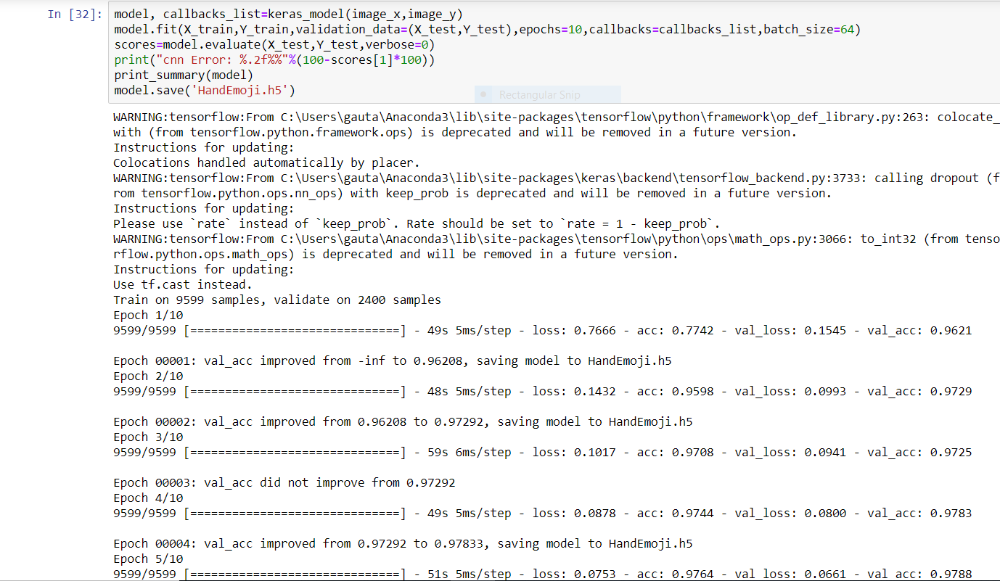 In [32]: model, callbacks_list=keras_model(image_x,image_y)
model.fit(X_train,Y_train,validation_data=(X_test,Y_test),epochs=10,callbacks=callbacks_list,batch_size=64)
scores=model.evaluate(X_test,Y_test,verbose=0)
print("cnn Error: %.2f%%"%(100-scores[1]*100))
print_summary(model)
model.save('HandEmoji.h5')
Rectangular Snip
WARNING:tensorflow:From C:\Users\gauta\Anaconda3\lib\site-packages\tensorflow\python\framework\op_def_library.py:263: colocate_
with (from tensorflow.python.framework.ops) is deprecated and will be removed in a future version.
Instructions for updating:
Colocations handled automatically by placer.
WARNING:tensorflow:From C:\Users\gauta\Anaconda3\lib\site-packages\keras\backend\tensorflow_backend.py:3733: calling dropout (f
rom tensorflow.python.ops.nn_ops) with keep_prob is deprecated and will be removed in a future version.
Instructions for updating:
Please use `rate` instead of `keep_prob`. Rate should be set to `rate = 1 - keep_prob`.
WARNING:tensorflow:From C:\Users\gauta\Anaconda3\lib\site-packages\tensorflow\python\ops\math_ops.py:3066: to_int32 (from tenso
rflow.python.ops.math_ops) is deprecated and will be removed in a future version.
Instructions for updating:
Use tf.cast instead.
Train on 9599 samples, validate on 2400 samples
Epoch 1/10
9599/9599 [==============================] - 49s 5ms/step - loss: 0.7666 - acc: 0.7742 - val_loss: 0.1545 - val_acc: 0.9621
Epoch 00001: val_acc improved from -inf to 0.96208, saving model to HandEmoji.h5
Epoch 2/10
9599/9599 [==============================] - 48s 5ms/step - loss: 0.1432 - acc: 0.9598 - val_loss: 0.0993 - val_acc: 0.9729
Epoch 00002: val_acc improved from 0.96208 to 0.97292, saving model to HandEmoji.h5
Epoch 3/10
9599/9599 [==============================] - 59s 6ms/step - loss: 0.1017 - acc: 0.9708 - val_loss: 0.0941 - val_acc: 0.9725
Epoch 00003: val_acc did not improve from 0.97292
Epoch 4/10
9599/9599 [==============================] - 49s 5ms/step - loss: 0.0878 - acc: 0.9744 - val_loss: 0.0800 - val_acc: 0.9783
Epoch 00004: val_acc improved from 0.97292 to 0.97833, saving model to HandEmoji.h5
Epoch 5/10
9599/9599 [==============================] - 51s 5ms/step - loss: 0.0753 - acc: 0.9764 - val_loss: 0.0661 - val_acc: 0.9788